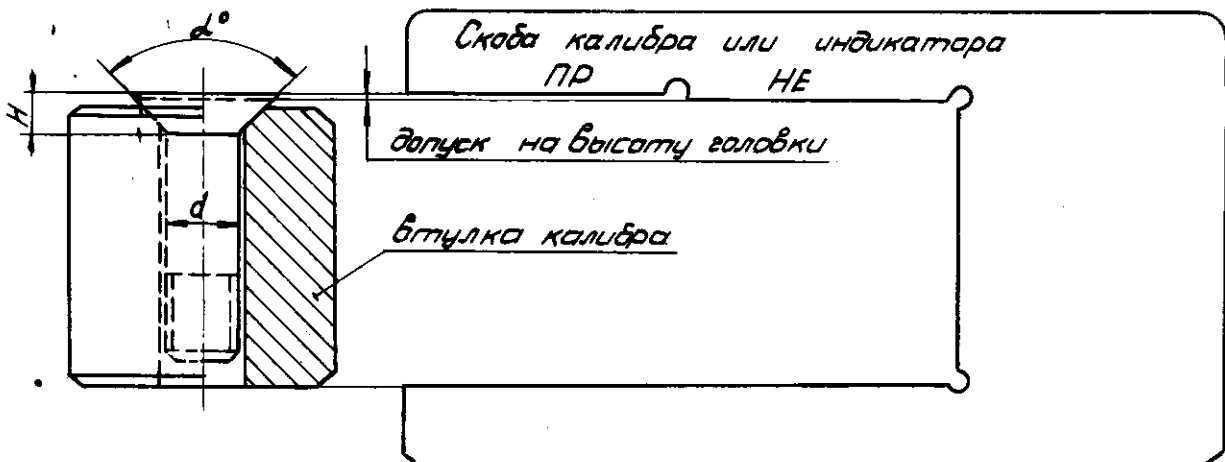 α°
Скоба калибра или индикатора
ПР НЕ
H
допуск на высоту головки
d
втулка калибра